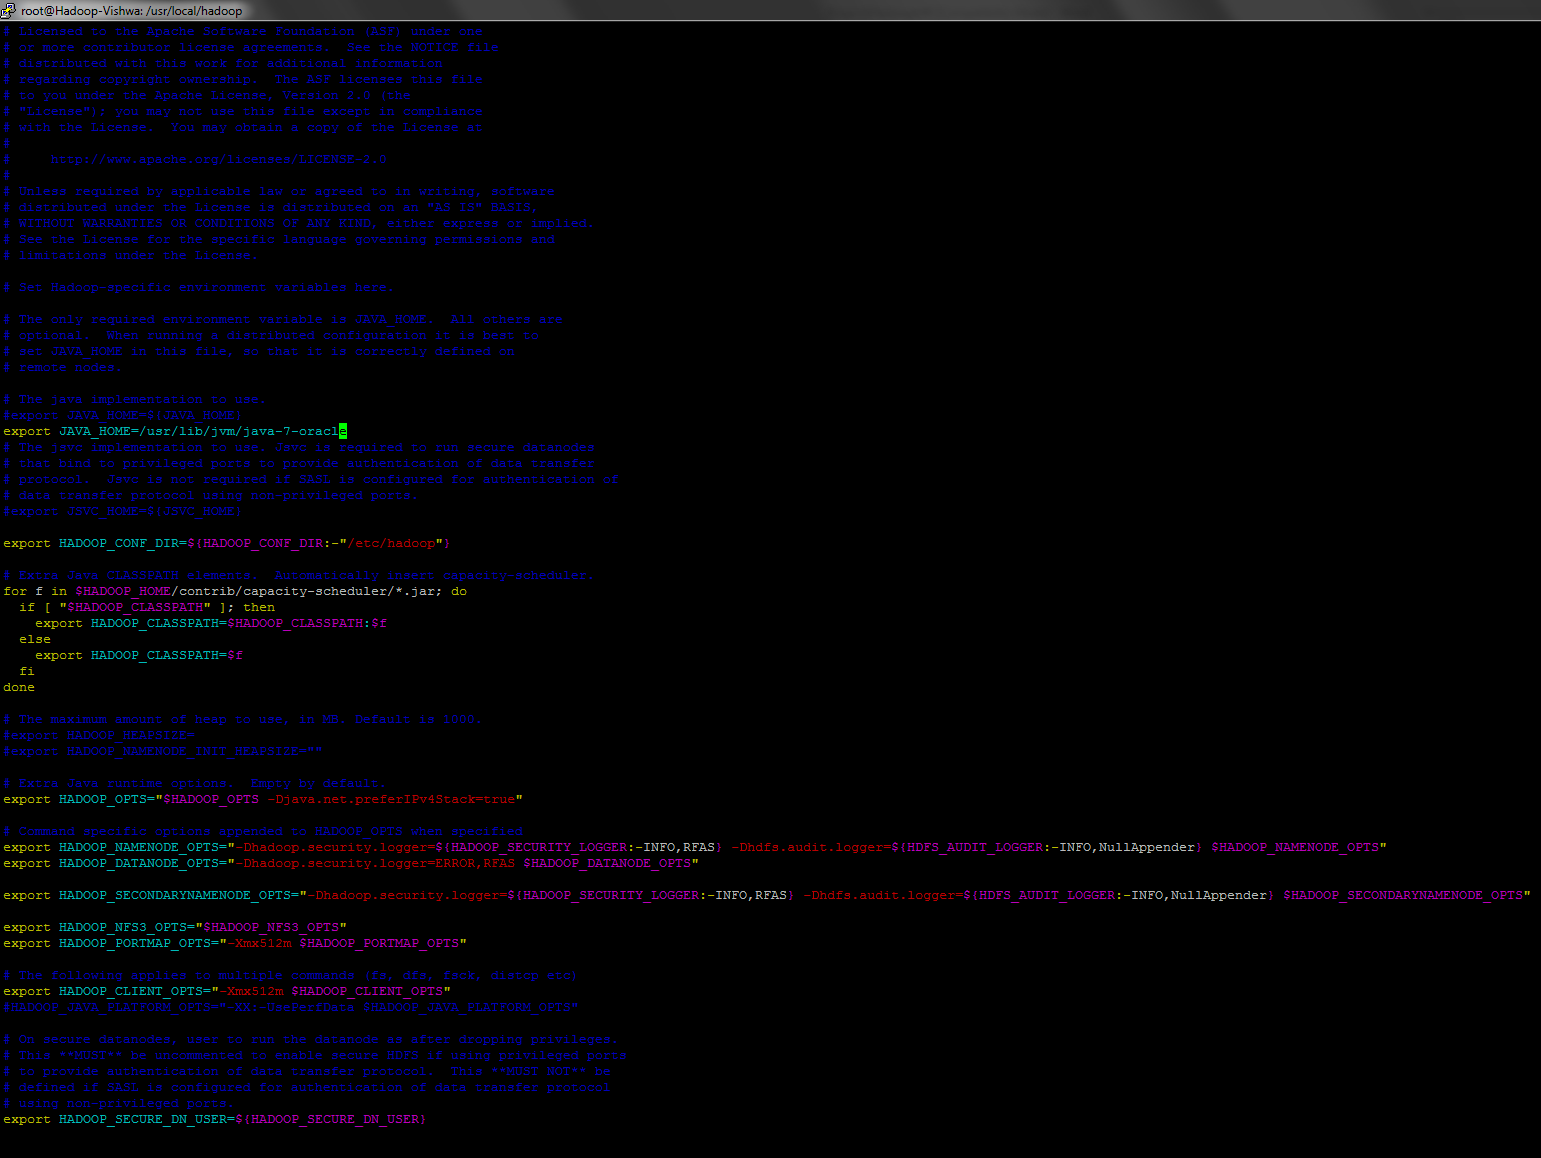 root@Hadoop-Vishwa: /usr/local/hadoop
# Licensed to the Apache Software Foundation (ASF) under one
# or more contributor license agreements.  See the NOTICE file
# distributed with this work for additional information
# regarding copyright ownership.  The ASF licenses this file
# to you under the Apache License, Version 2.0 (the
# "License"); you may not use this file except in compliance
# with the License.  You may obtain a copy of the License at
#
#     http://www.apache.org/licenses/LICENSE-2.0
#
# Unless required by applicable law or agreed to in writing, software
# distributed under the License is distributed on an "AS IS" BASIS,
# WITHOUT WARRANTIES OR CONDITIONS OF ANY KIND, either express or implied.
# See the License for the specific language governing permissions and
# limitations under the License.
# Set Hadoop-specific environment variables here.
# The only required environment variable is JAVA_HOME.  All others are
# optional.  When running a distributed configuration it is best to
# set JAVA_HOME in this file, so that it is correctly defined on
# remote nodes.
# The java implementation to use.
#export JAVA_HOME=${JAVA_HOME}
export JAVA_HOME=/usr/lib/jvm/java-7-oracle
# The jsvc implementation to use. Jsvc is required to run secure datanodes
# that bind to privileged ports to provide authentication of data transfer
# protocol.  Jsvc is not required if SASL is configured for authentication of
# data transfer protocol using non-privileged ports.
#export JSVC_HOME=${JSVC_HOME}
export HADOOP_CONF_DIR=${HADOOP_CONF_DIR:-"/etc/hadoop"}
# Extra Java CLASSPATH elements.  Automatically insert capacity-scheduler.
for f in $HADOOP_HOME/contrib/capacity-scheduler/*.jar; do
  if [ "$HADOOP_CLASSPATH" ]; then
    export HADOOP_CLASSPATH=$HADOOP_CLASSPATH:$f
  else
    export HADOOP_CLASSPATH=$f
  fi
done
# The maximum amount of heap to use, in MB. Default is 1000.
#export HADOOP_HEAPSIZE=
#export HADOOP_NAMENODE_INIT_HEAPSIZE=""
# Extra Java runtime options.  Empty by default.
export HADOOP_OPTS="$HADOOP_OPTS -Djava.net.preferIPv4Stack=true"
# Command specific options appended to HADOOP_OPTS when specified
export HADOOP_NAMENODE_OPTS="-Dhadoop.security.logger=${HADOOP_SECURITY_LOGGER:-INFO,RFAS} -Dhdfs.audit.logger=${HDFS_AUDIT_LOGGER:-INFO,NullAppender} $HADOOP_NAMENODE_OPTS"
export HADOOP_DATANODE_OPTS="-Dhadoop.security.logger=ERROR,RFAS $HADOOP_DATANODE_OPTS"
export HADOOP_SECONDARYNAMENODE_OPTS="-Dhadoop.security.logger=${HADOOP_SECURITY_LOGGER:-INFO,RFAS} -Dhdfs.audit.logger=${HDFS_AUDIT_LOGGER:-INFO,NullAppender} $HADOOP_SECONDARYNAMENODE_OPTS"
export HADOOP_NFS3_OPTS="$HADOOP_NFS3_OPTS"
export HADOOP_PORTMAP_OPTS="-Xmx512m $HADOOP_PORTMAP_OPTS"
# The following applies to multiple commands (fs, dfs, fsck, distcp etc)
export HADOOP_CLIENT_OPTS="-Xmx512m $HADOOP_CLIENT_OPTS"
#HADOOP_JAVA_PLATFORM_OPTS="-XX:-UsePerfData $HADOOP_JAVA_PLATFORM_OPTS"
# On secure datanodes, user to run the datanode as after dropping privileges.
# This **MUST** be uncommented to enable secure HDFS if using privileged ports
# to provide authentication of data transfer protocol.  This **MUST NOT** be
# defined if SASL is configured for authentication of data transfer protocol
# using non-privileged ports.
export HADOOP_SECURE_DN_USER=${HADOOP_SECURE_DN_USER}